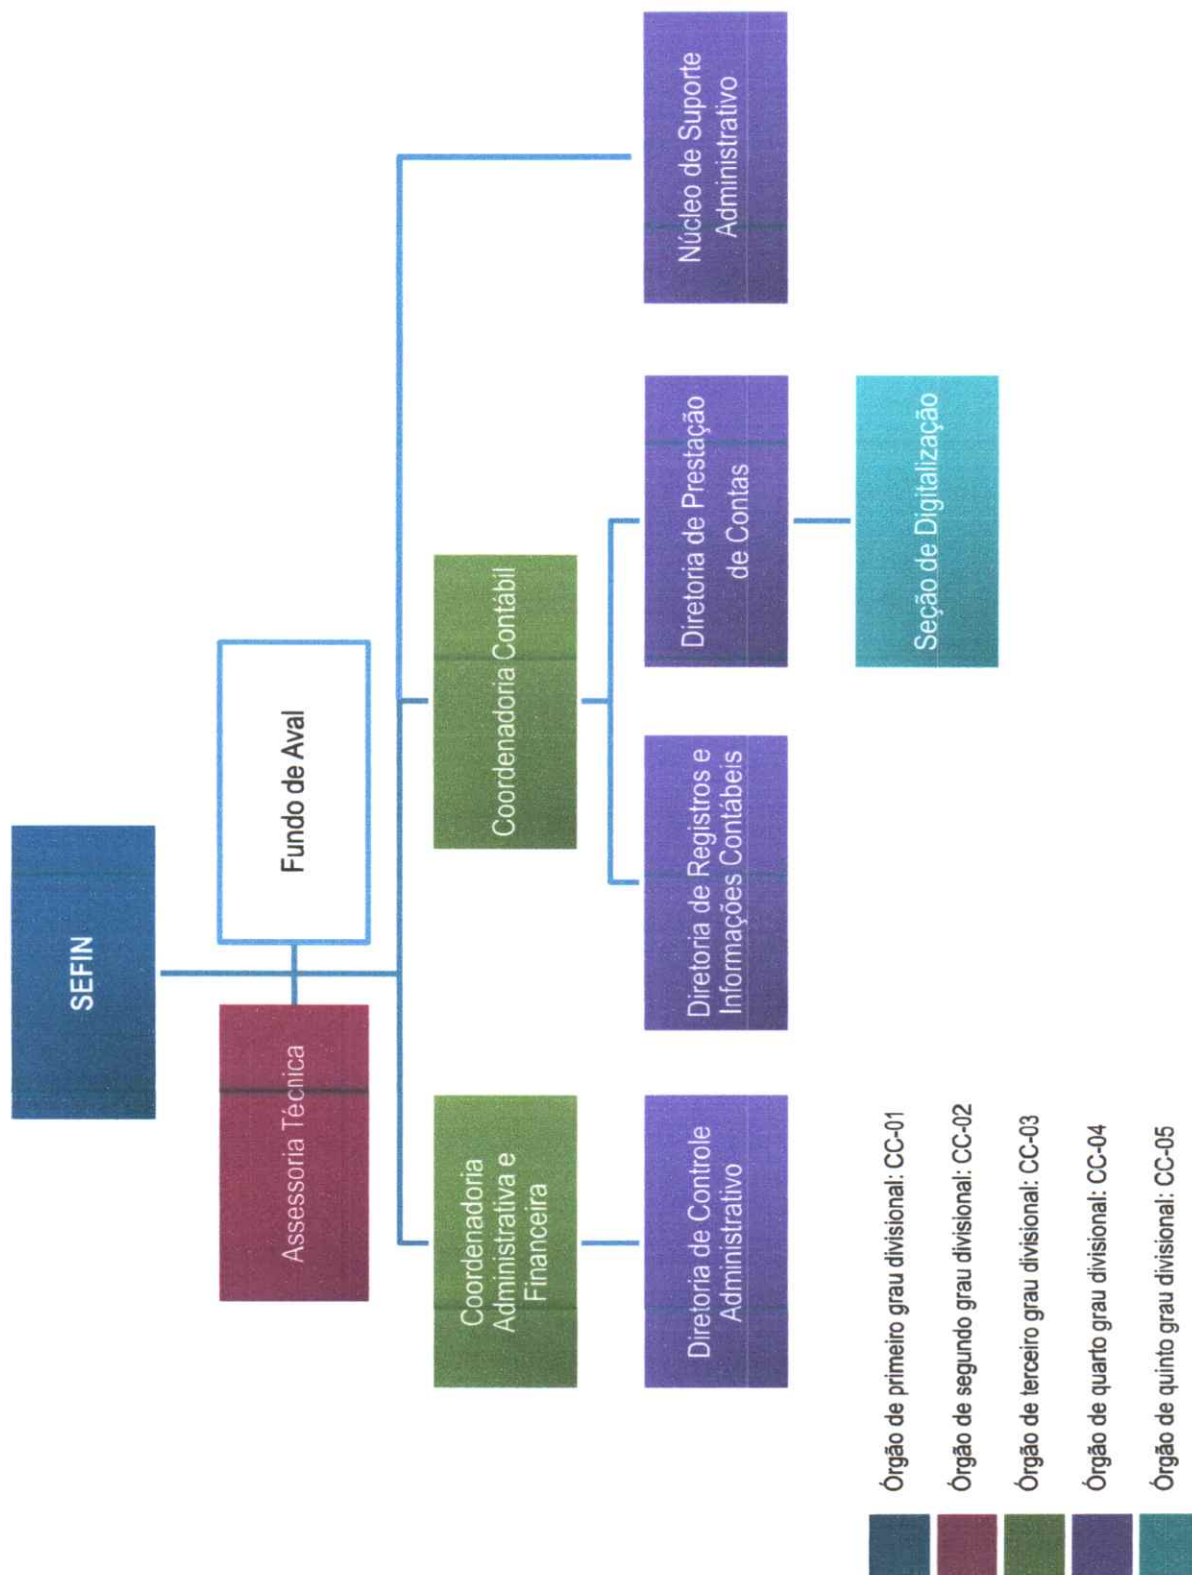 SEFIN
Assessoria Técnica
Fundo de Aval
Coordenadoria
Administrativa e
Financeira
Coordenadoria Contábil
Diretoria de Controle
Administrativo
Diretoria de Registros e
Informações Contábeis
Diretoria de Prestação
de Contas
Núcleo de Suporte
Administrativo
Seção de Digitalização
Órgão de primeiro grau divisional: CC-01
Órgão de segundo grau divisional: CC-02
Órgão de terceiro grau divisional: CC-03
Órgão de quarto grau divisional: CC-04
Órgão de quinto grau divisional: CC-05